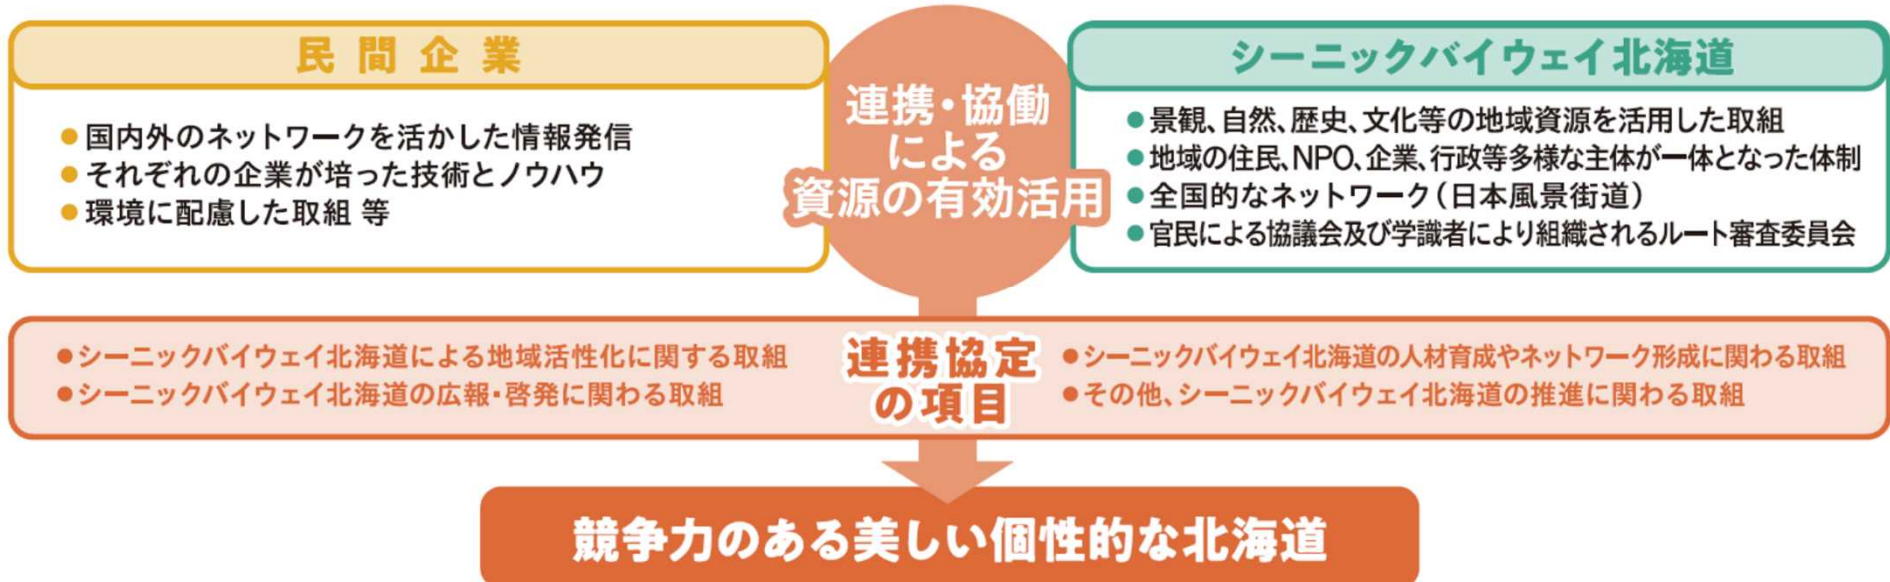 民間企業
●国内外のネットワークを活かした情報発信
●それぞれの企業が培った技術とノウハウ
●環境に配慮した取組 等
連携・協働
による
資源の有効活用
シーニックバイウェイ北海道
●景観、自然、歴史、文化等の地域資源を活用した取組
●地域の住民、NPO、企業、行政等多様な主体が一体となった体制
●全国的なネットワーク（日本風景街道）
●官民による協議会及び学識者により組織されるルート審査委員会
●シーニックバイウェイ北海道による地域活性化に関する取組
●シーニックバイウェイ北海道の広報・啓発に関わる取組
連携協定
の項目
●シーニックバイウェイ北海道の人材育成やネットワーク形成に関わる取組
●その他、シーニックバイウェイ北海道の推進に関わる取組
競争力のある美しい個性的な北海道